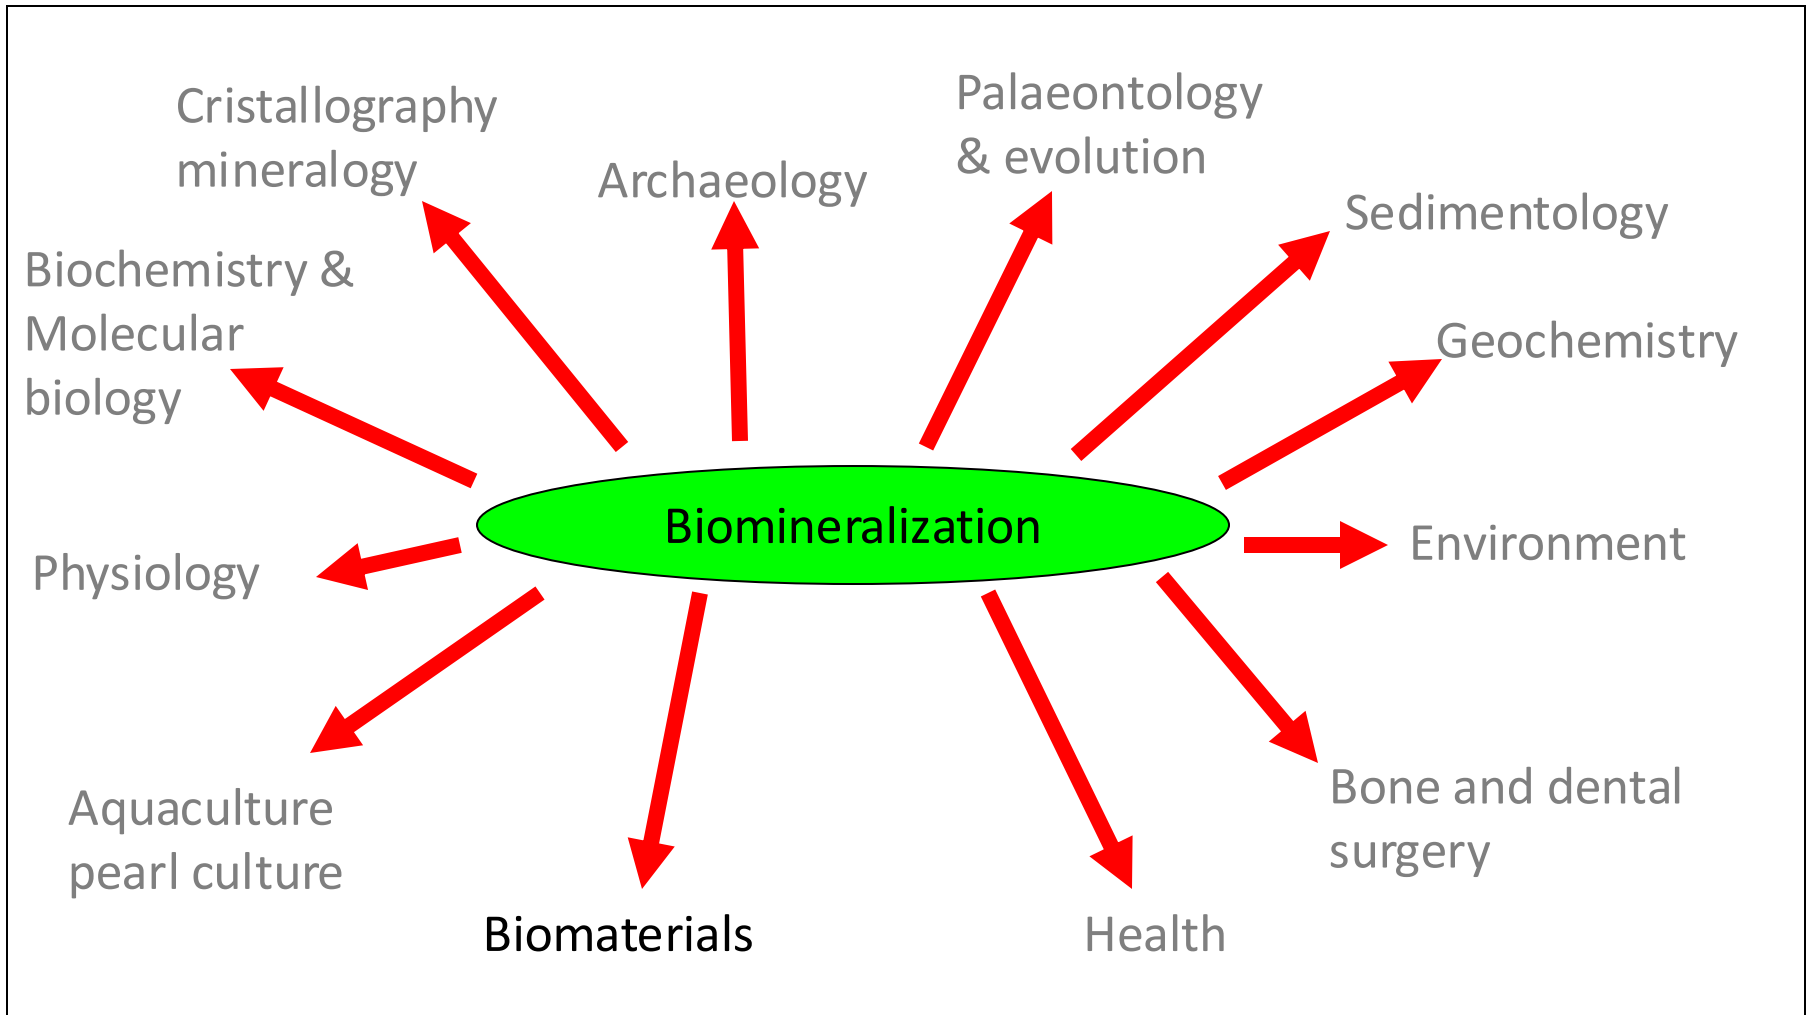 Cristallography
mineralogy
Archaeology
Palaeontology
& evolution
Sedimentology
Biochemistry &
Molecular
biology
Geochemistry
Biomineralization
Physiology
Environment
Aquaculture
pearl culture
Bone and dental
surgery
Biomaterials
Health